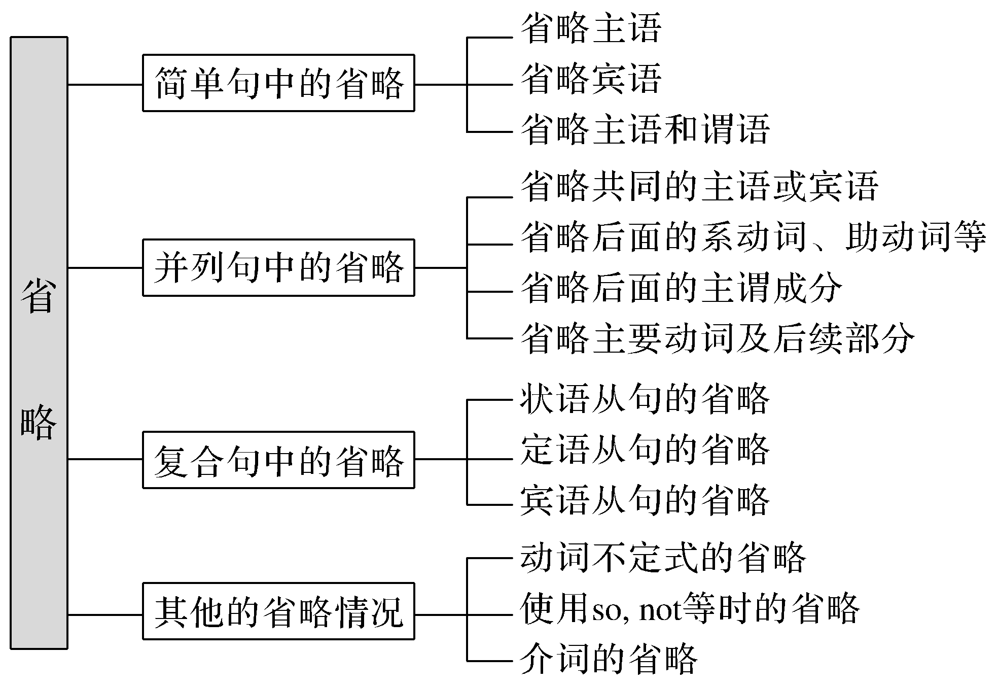 省略
简单句中的省略
省略主语
省略宾语
省略主语和谓语
并列句中的省略
省略共同的主语或宾语
省略后面的系动词、助动词等
省略后面的主谓成分
省略主要动词及后续部分
复合句中的省略
状语从句的省略
定语从句的省略
宾语从句的省略
其他的省略情况
动词不定式的省略
使用so, not等时的省略
介词的省略